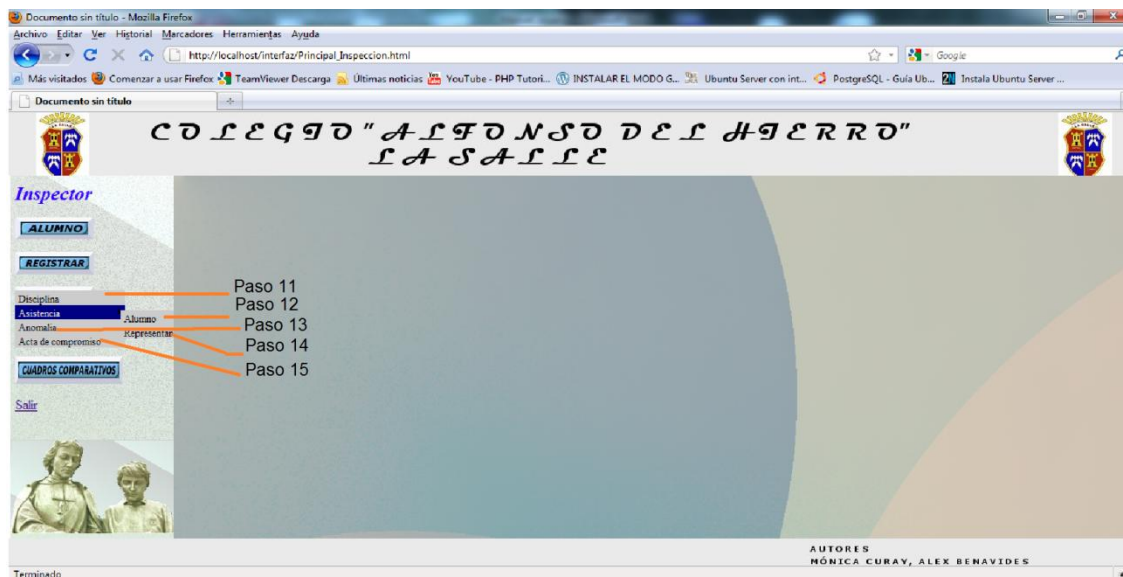 Documento sin título - Mozilla Firefox
Archivo Editar Ver Historial Marcadores Herramientas Ayuda
http://localhost/interfaz/Principal_Inspeccion.html
Google
Más visitados Comenzar a usar Firefox TeamViewer Descarga Últimas noticias YouTube - PHP Tutori... INSTALAR EL MODO G... Ubuntu Server con int... PostgreSQL - Guía Ub... Instala Ubuntu Server ...
Documento sin título
COLEGIO "ALFONSO DEL HIERRO"
LA SALLE
Inspector
ALUMNO
REGISTRAR
Disciplina
Asistencia
Anomalia
Acta de compromiso
Alumno
Representan
Paso 11
Paso 12
Paso 13
Paso 14
Paso 15
CUADROS COMPARATIVOS
Salir
AUTORES
MÓNICA CURAY, ALEX BENAVIDES
Terminado